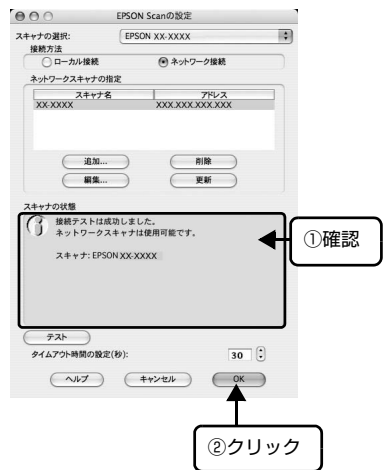 EPSON Scanの設定
スキャナの選択: EPSON XX-XXXX
接続方法
ローカル接続 ネットワーク接続
ネットワークスキャナの指定
スキャナ名 アドレス
XX-XXXX XXX.XXX.XXX.XXX
追加... 削除
編集... 更新
スキャナの状態
接続テストは成功しました。
ネットワークスキャナは使用可能です。
スキャナ: EPSON XX-XXXX
①確認
テスト
タイムアウト時間の設定(秒): 30
ヘルプ キャンセル OK
②クリック